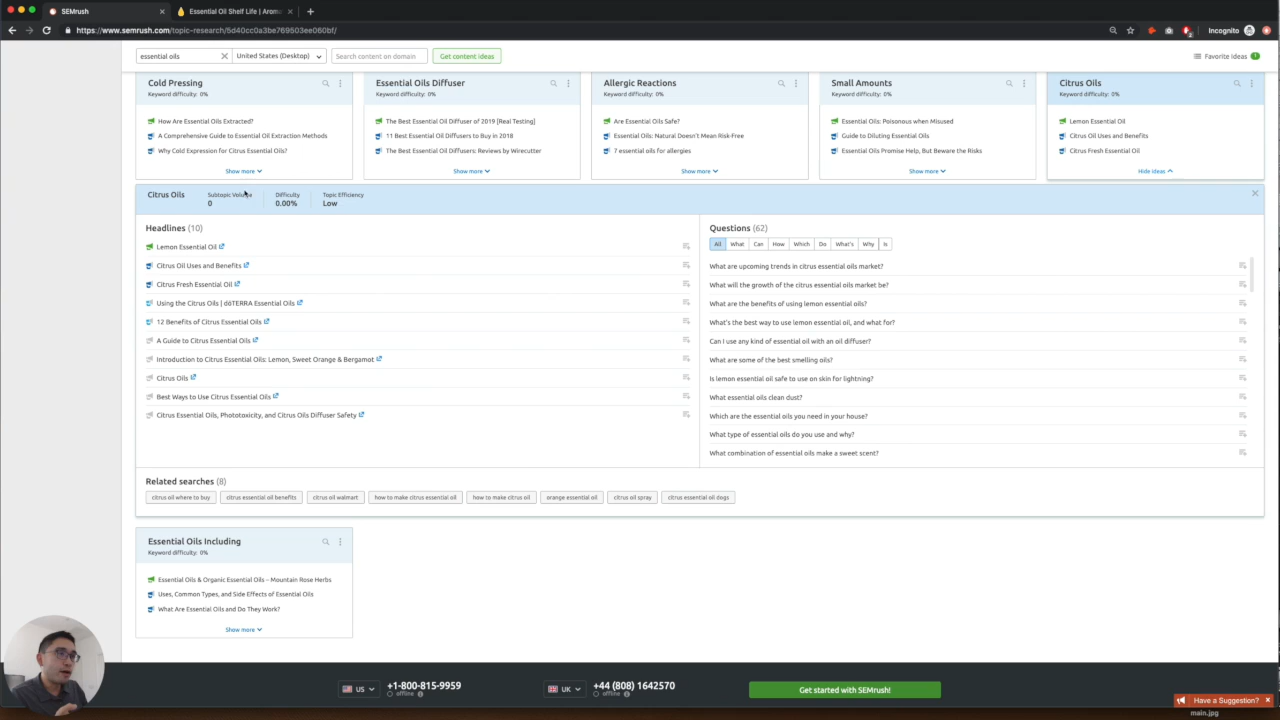 SEMrush
Essential Oil Shelf Life | Arom
https://www.semrush.com/topic-research/5d40cc0a3be769503ee060bf/
Incognito
essential oils
United States (Desktop)
Search content on domain
Get content ideas
Favorite Ideas
Cold Pressing
Keyword difficulty: 0%
How Are Essential Oils Extracted?
A Comprehensive Guide to Essential Oil Extraction Methods
Why Cold Expression for Citrus Essential Oils?
Show more
Essential Oils Diffuser
Keyword difficulty: 0%
The Best Essential Oil Diffuser of 2019 [Real Testing]
11 Best Essential Oil Diffusers to Buy in 2018
The Best Essential Oil Diffusers: Reviews by Wirecutter
Show more
Allergic Reactions
Keyword difficulty: 0%
Are Essential Oils Safe?
Essential Oils: Natural Doesn't Mean Risk-Free
7 essential oils for allergies
Show more
Small Amounts
Keyword difficulty: 0%
Essential Oils: Poisonous when Misused
Guide to Diluting Essential Oils
Essential Oils Promise Help, But Beware the Risks
Show more
Citrus Oils
Keyword difficulty: 0%
Lemon Essential Oil
Citrus Oil Uses and Benefits
Citrus Fresh Essential Oil
Hide ideas
Citrus Oils
Subtopic Volume
0
Difficulty
0.00%
Topic Efficiency
Low
Headlines (10)
Lemon Essential Oil
Citrus Oil Uses and Benefits
Citrus Fresh Essential Oil
Using the Citrus Oils | dōTERRA Essential Oils
12 Benefits of Citrus Essential Oils
A Guide to Citrus Essential Oils
Introduction to Citrus Essential Oils: Lemon, Sweet Orange & Bergamot
Citrus Oils
Best Ways to Use Citrus Essential Oils
Citrus Essential Oils, Phototoxicity, and Citrus Oils Diffuser Safety
Questions (62)
All What Can How Which Do What's Why Is
What are upcoming trends in citrus essential oils market?
What will the growth of the citrus essential oils market be?
What are the benefits of using lemon essential oils?
What's the best way to use lemon essential oil, and what for?
Can I use any kind of essential oil with an oil diffuser?
What are some of the best smelling oils?
Is lemon essential oil safe to use on skin for lightning?
What essential oils clean dust?
Which are the essential oils you need in your house?
What type of essential oils do you use and why?
What combination of essential oils make a sweet scent?
Related searches (8)
citrus oil where to buy
citrus essential oil benefits
citrus oil walmart
how to make citrus essential oil
how to make citrus oil
orange essential oil
citrus oil spray
citrus essential oil dogs
Essential Oils Including
Keyword difficulty: 0%
Essential Oils & Organic Essential Oils – Mountain Rose Herbs
Uses, Common Types, and Side Effects of Essential Oils
What Are Essential Oils and Do They Work?
Show more
US
+1-800-815-9959
offline
UK
+44 (808) 1642570
offline
Get started with SEMrush!
Have a Suggestion?
main.jpg